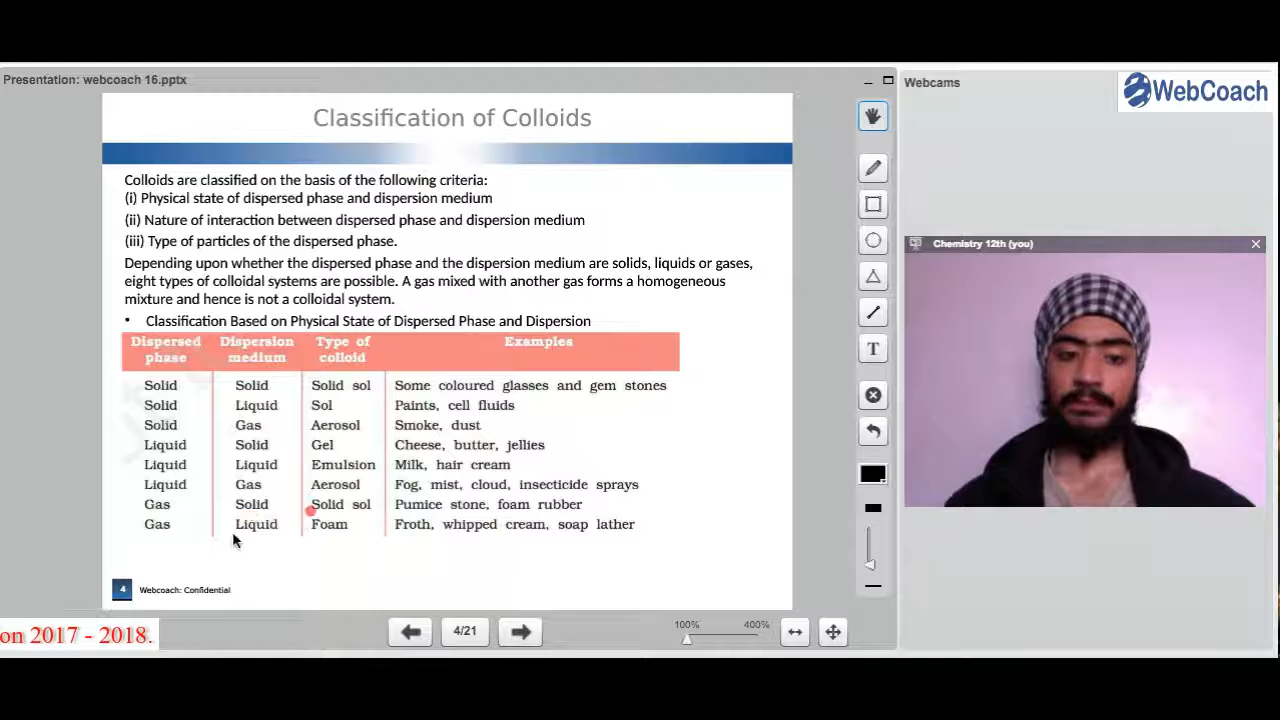 Presentation: webcoach 16.pptx
Webcams
WebCoach
Classification of Colloids
Colloids are classified on the basis of the following criteria:
(i) Physical state of dispersed phase and dispersion medium
(ii) Nature of interaction between dispersed phase and dispersion medium
(iii) Type of particles of the dispersed phase.
Depending upon whether the dispersed phase and the dispersion medium are solids, liquids or gases,
eight types of colloidal systems are possible. A gas mixed with another gas forms a homogeneous
mixture and hence is not a colloidal system.
• Classification Based on Physical State of Dispersed Phase and Dispersion
Dispersed phase Dispersion medium Type of colloid Examples
Solid Solid Solid sol Some coloured glasses and gem stones
Solid Liquid Sol Paints, cell fluids
Solid Gas Aerosol Smoke, dust
Liquid Solid Gel Cheese, butter, jellies
Liquid Liquid Emulsion Milk, hair cream
Liquid Gas Aerosol Fog, mist, cloud, insecticide sprays
Gas Solid Solid sol Pumice stone, foam rubber
Gas Liquid Foam Froth, whipped cream, soap lather
4 Webcoach: Confidential
Chemistry 12th (you)
T
on 2017 - 2018.
4/21
100% 400%